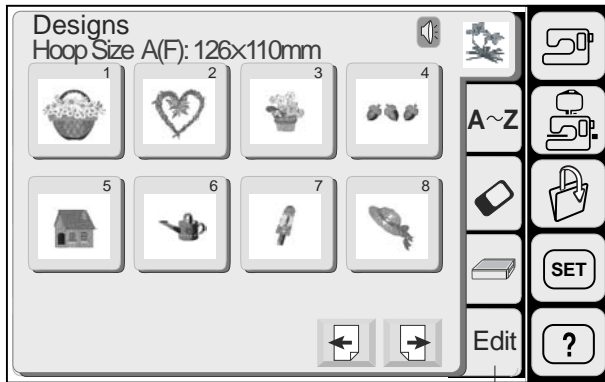 Designs
Hoop Size A(F): 126×110mm
1 2 3 4
A~Z
5 6 7 8
SET
Edit
?